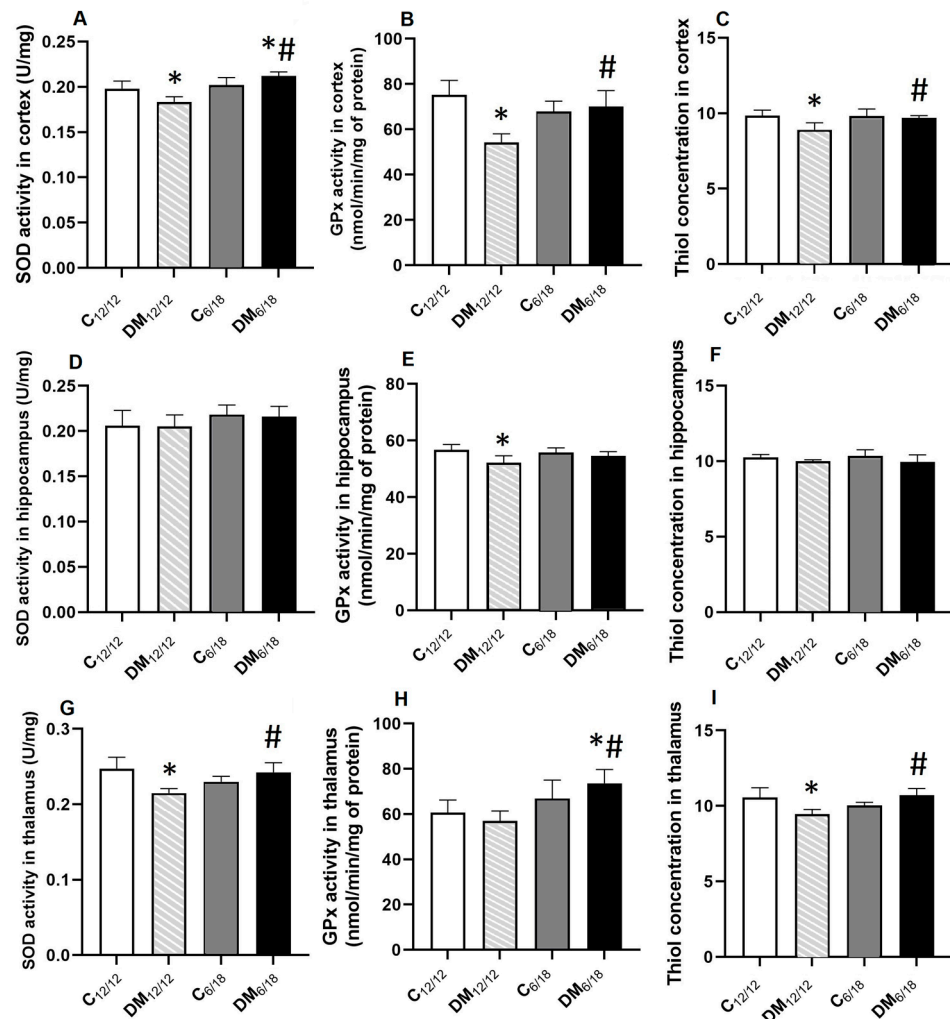 A
SOD activity in cortex (U/mg)
0.25
0.20
0.15
0.10
0.05
0.00
*
*#
C12/12
DM12/12
C6/18
DM6/18
B
GPx activity in cortex
(nmol/min/mg of protein)
100
80
60
40
20
0
*
#
C12/12
DM12/12
C6/18
DM6/18
C
Thiol concentration in cortex
15
10
5
0
*
#
C12/12
DM12/12
C6/18
DM6/18
D
SOD activity in hippocampus (U/mg)
0.25
0.20
0.15
0.10
0.05
0.00
C12/12
DM12/12
C6/18
DM6/18
E
GPx activity in hippocampus
(nmol/min/mg of protein)
80
60
40
20
0
*
C12/12
DM12/12
C6/18
DM6/18
F
Thiol concentration in hippocampus
15
10
5
0
C12/12
DM12/12
C6/18
DM6/18
G
SOD activity in thalamus (U/mg)
0.3
0.2
0.1
0.0
*
#
C12/12
DM12/12
C6/18
DM6/18
H
GPx activity in thalamus
(nmol/min/mg of protein)
100
80
60
40
20
0
*#
C12/12
DM12/12
C6/18
DM6/18
I
Thiol concentration in thalamus
15
10
5
0
*
#
C12/12
DM12/12
C6/18
DM6/18